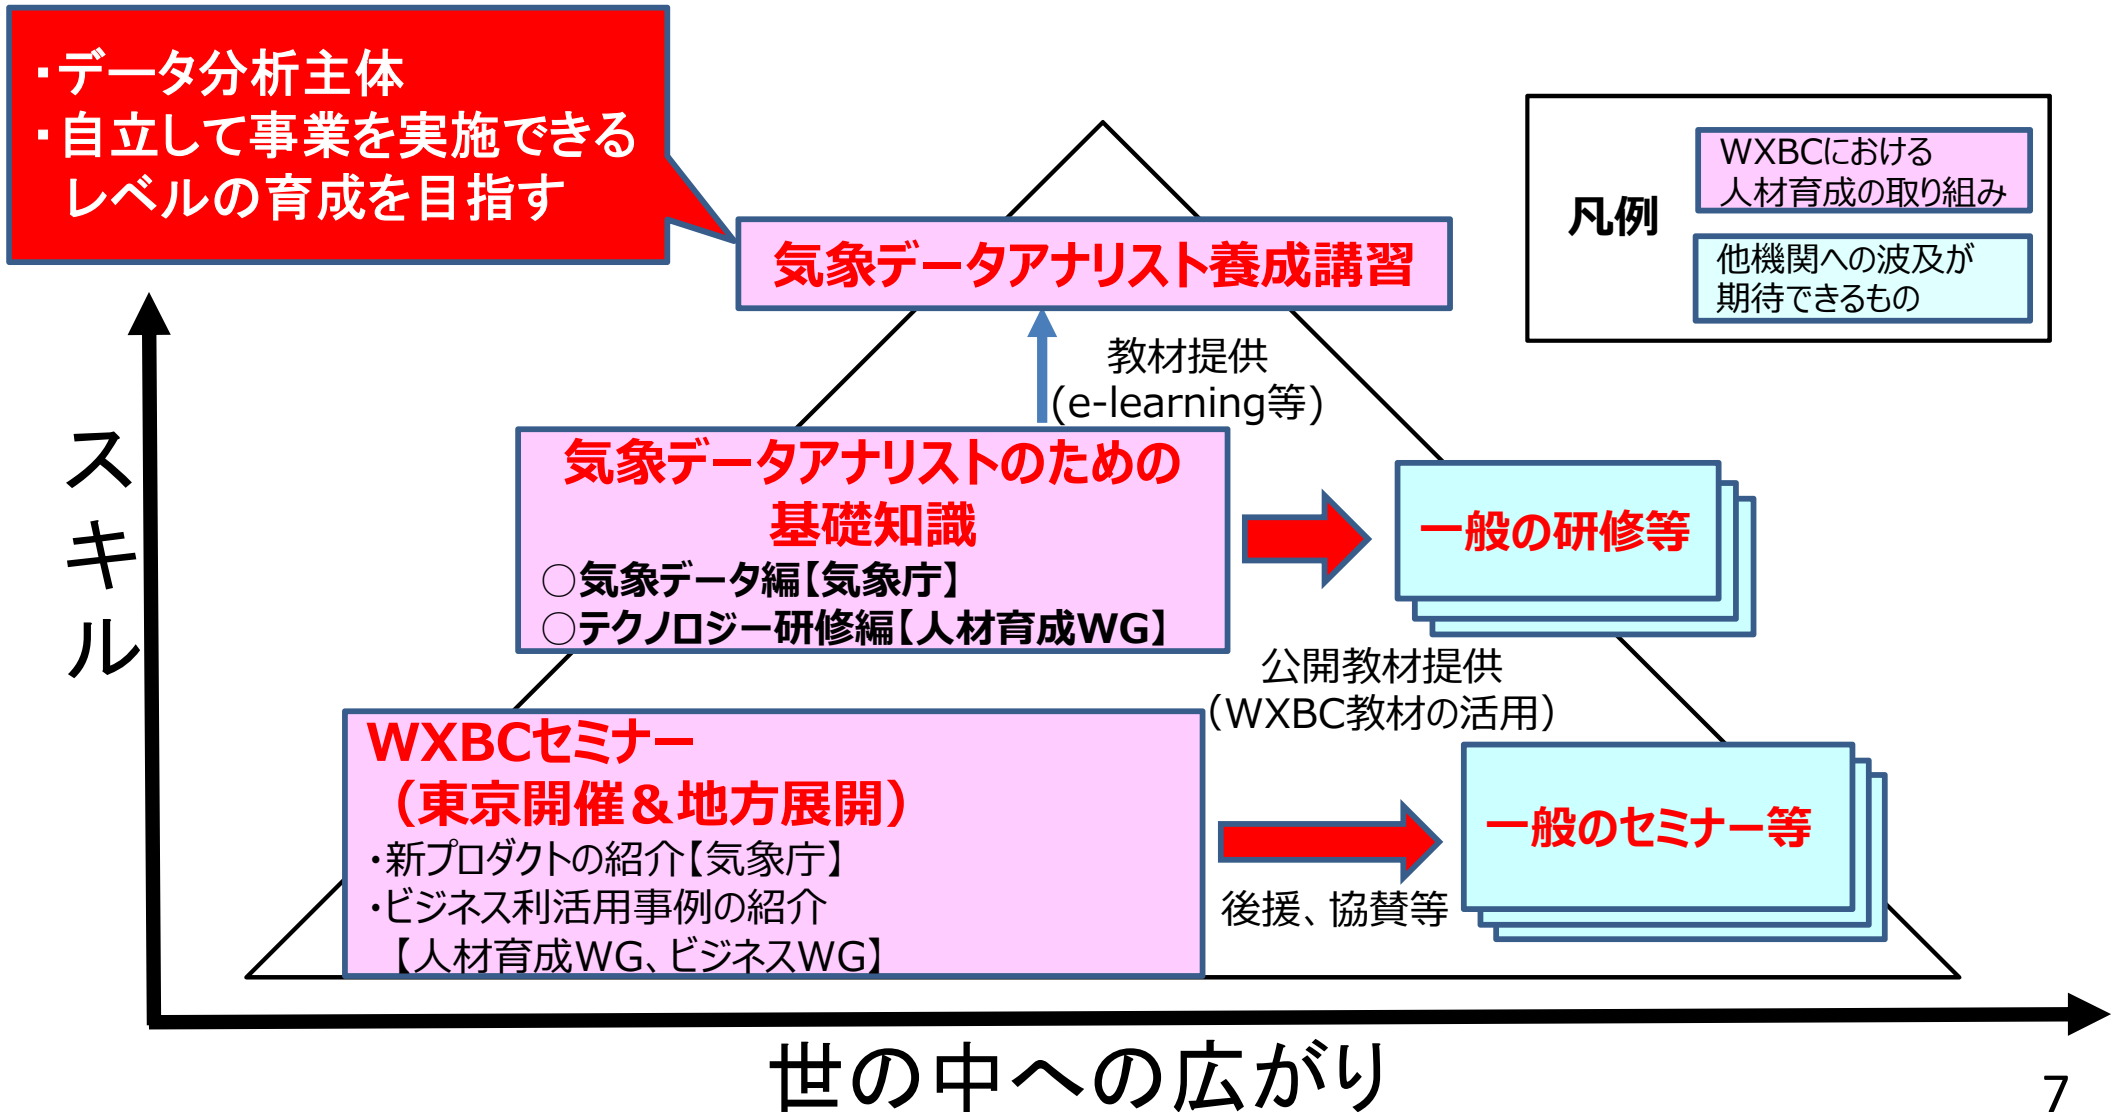 ・データ分析主体
・自立して事業を実施できる
レベルの育成を目指す
凡例
WXBCにおける
人材育成の取り組み
他機関への波及が
期待できるもの
気象データアナリスト養成講習
教材提供
(e-learning等)
スキル
気象データアナリストのための
基礎知識
○気象データ編【気象庁】
○テクノロジー研修編【人材育成WG】
一般の研修等
公開教材提供
（WXBC教材の活用）
WXBCセミナー
（東京開催＆地方展開）
・新プロダクトの紹介【気象庁】
・ビジネス利活用事例の紹介
【人材育成WG、ビジネスWG】
一般のセミナー等
後援、協賛等
世の中への広がり
7